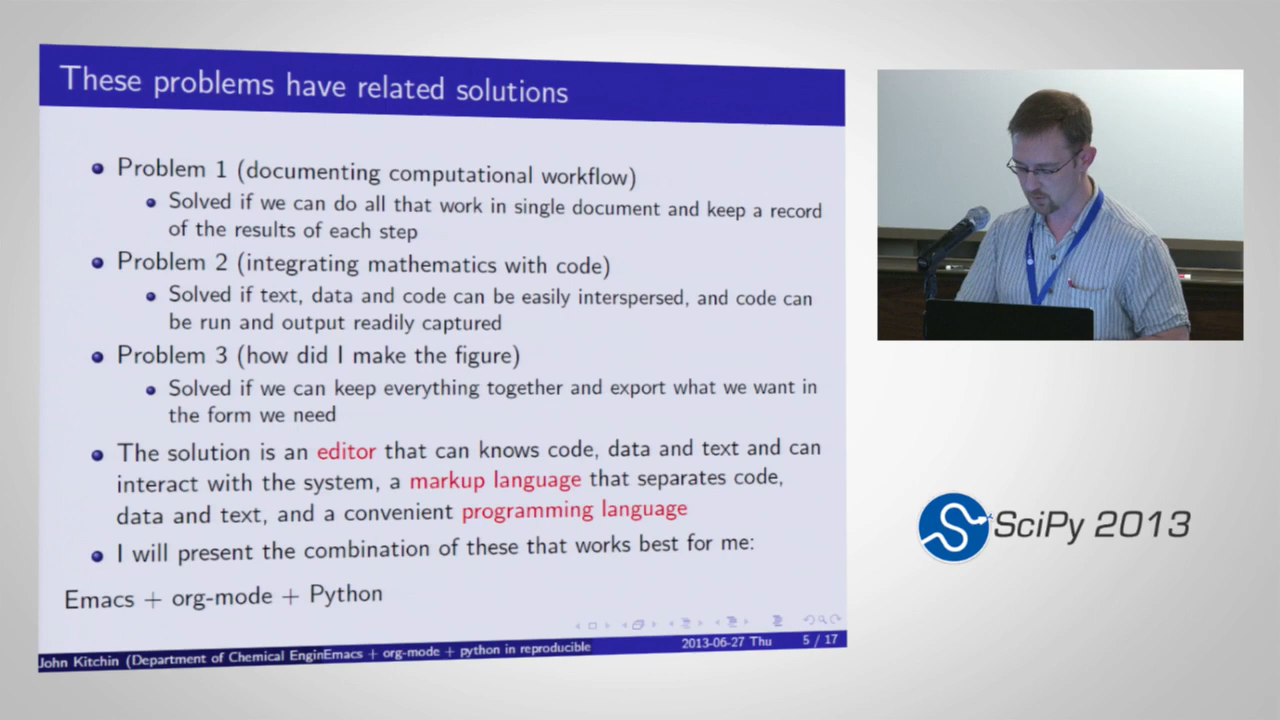 These problems have related solutions
Problem 1 (documenting computational workflow)
Solved if we can do all that work in single document and keep a record
of the results of each step
Problem 2 (integrating mathematics with code)
Solved if text, data and code can be easily interspersed, and code can
be run and output readily captured
Problem 3 (how did I make the figure)
Solved if we can keep everything together and export what we want in
the form we need
The solution is an editor that can knows code, data and text and can
interact with the system, a markup language that separates code,
data and text, and a convenient programming language
I will present the combination of these that works best for me:
Emacs + org-mode + Python
John Kitchin (Department of Chemical EnginEmacs + org-mode + python in reproducible
2013-06-27 Thu
5 / 17
SciPy 2013